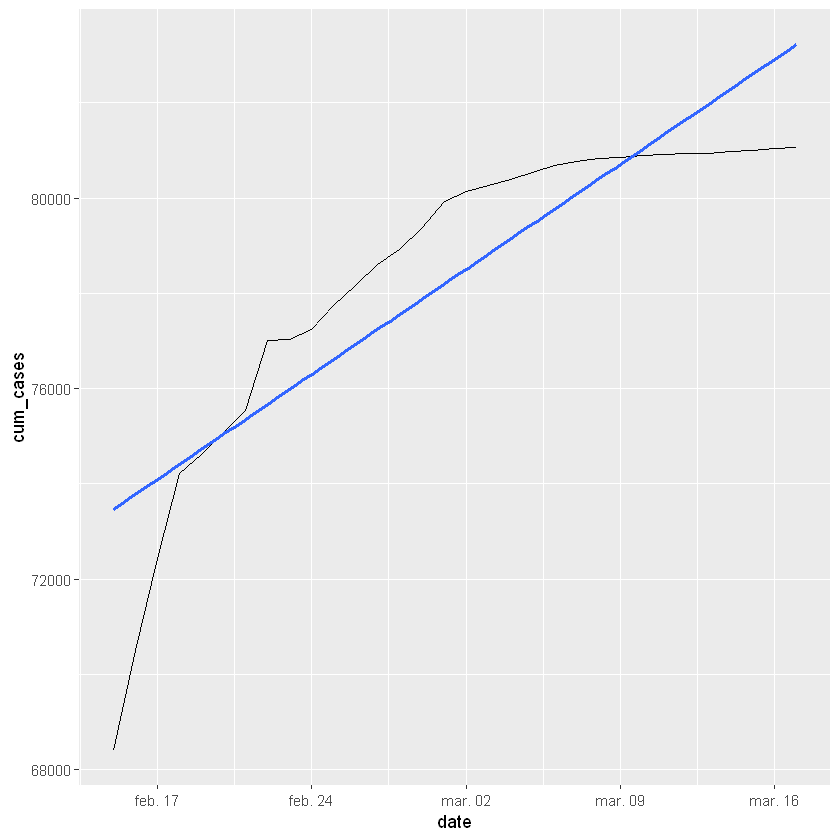 cum_cases
80000
76000
72000
68000
feb. 17 feb. 24 mar. 02 mar. 09 mar. 16
date